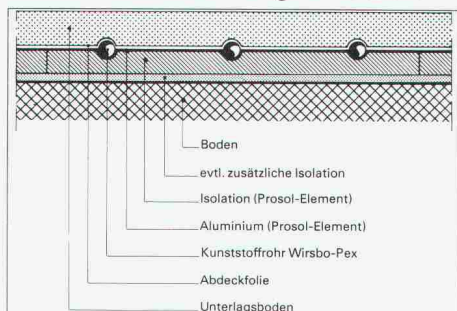 Boden
evtl. zusätzliche Isolation
Isolation (Prosol-Element)
Aluminium (Prosol-Element)
Kunststoffrohr Wirsbo-Pex
Abdeckfolie
Unterlagsboden